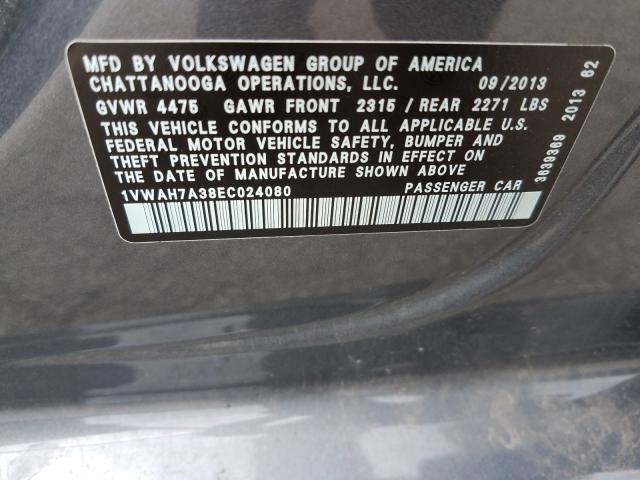 MFD BY VOLKSWAGEN GROUP OF AMERICA
CHATTANOOGA OPERATIONS, LLC. 09/2013
GVWR 4475 GAWR FRONT 2315 / REAR 2271 LBS
THIS VEHICLE CONFORMS TO ALL APPLICABLE U.S.
FEDERAL MOTOR VEHICLE SAFETY, BUMPER AND
THEFT PREVENTION STANDARDS IN EFFECT ON
THE DATE OF MANUFACTURE SHOWN ABOVE
1VWAH7A38EC024080 PASSENGER CAR
3639369 2013 62